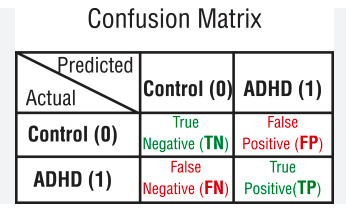 Confusion Matrix
Predicted
Actual
Control (0) ADHD (1)
Control (0)
True
Negative (TN)
False
Positive (FP)
ADHD (1)
False
Negative (FN)
True
Positive(TP)